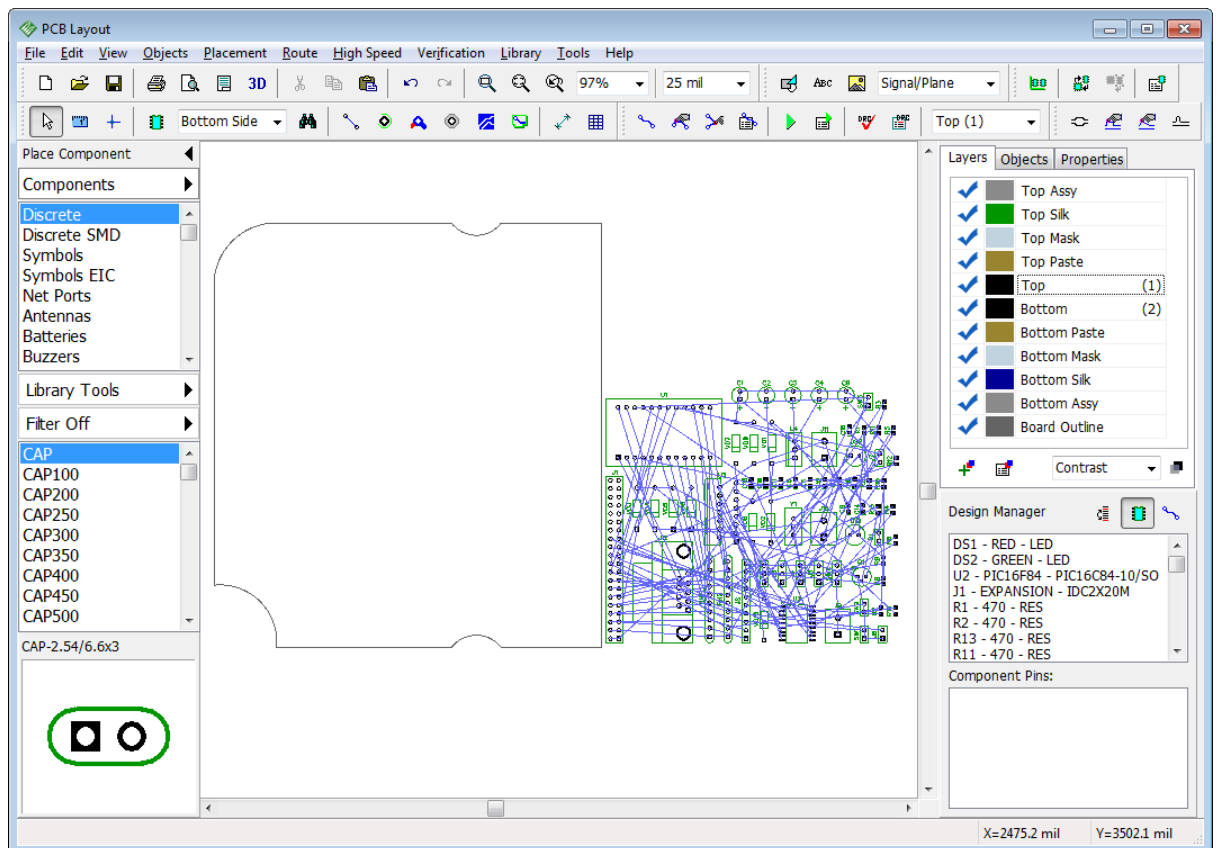 PCB Layout
File Edit View Objects Placement Route High Speed Verification Library Tools Help
3D 97% 25 mil ABC Signal/Plane
Bottom Side DRC DRC Top (1)
Place Component
Components
Discrete
Discrete SMD
Symbols
Symbols EIC
Net Ports
Antennas
Batteries
Buzzers
Library Tools
Filter Off
CAP
CAP100
CAP200
CAP250
CAP300
CAP350
CAP400
CAP450
CAP500
CAP-2.54/6.6x3
Layers Objects Properties
Top Assy
Top Silk
Top Mask
Top Paste
Top (1)
Bottom (2)
Bottom Paste
Bottom Mask
Bottom Silk
Bottom Assy
Board Outline
Contrast
Design Manager
DS1 - RED - LED
DS2 - GREEN - LED
U2 - PIC16F84 - PIC16C84-10/SO
J1 - EXPANSION - IDC2X20M
R1 - 470 - RES
R2 - 470 - RES
R13 - 470 - RES
R11 - 470 - RES
Component Pins:
X=2475.2 mil Y=3502.1 mil